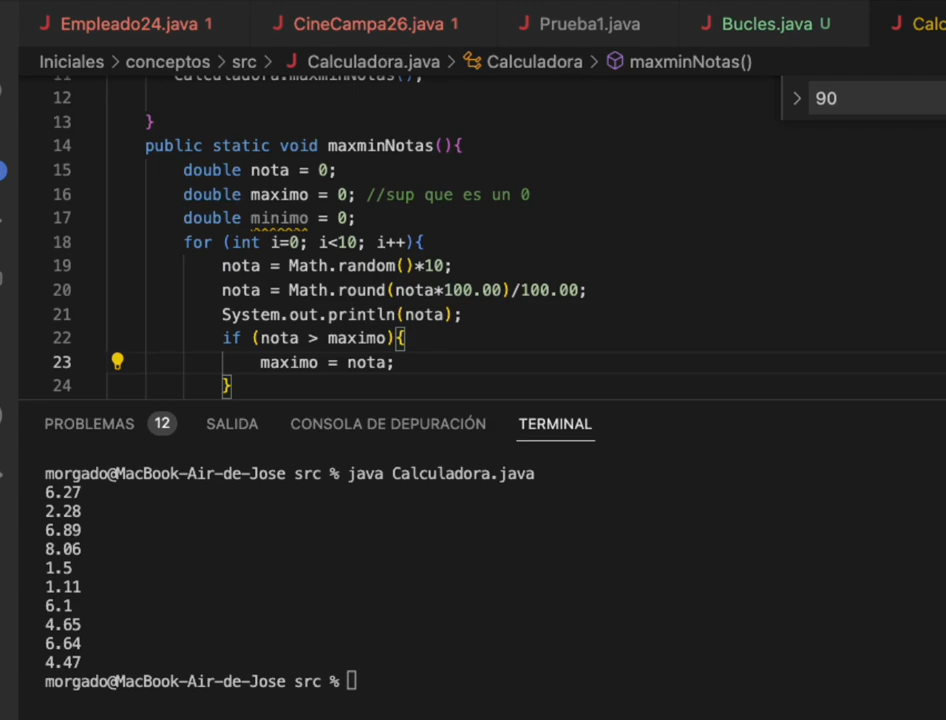 Empleado24.java 1 CineCampa26.java 1 Prueba1.java Bucles.java U Calc
Iniciales > conceptos > src > Calculadora.java > Calculadora > maxminNotas()
> 90
11 Calculadora.maxminNotas();
12
13 }
14 public static void maxminNotas(){
15 double nota = 0;
16 double maximo = 0; //sup que es un 0
17 double minimo = 0;
18 for (int i=0; i<10; i++){
19 nota = Math.random()*10;
20 nota = Math.round(nota*100.00)/100.00;
21 System.out.println(nota);
22 if (nota > maximo){
23 maximo = nota;
24 }
PROBLEMAS 12 SALIDA CONSOLA DE DEPURACIÓN TERMINAL
morgado@MacBook-Air-de-Jose src % java Calculadora.java
6.27
2.28
6.89
8.06
1.5
1.11
6.1
4.65
6.64
4.47
morgado@MacBook-Air-de-Jose src %